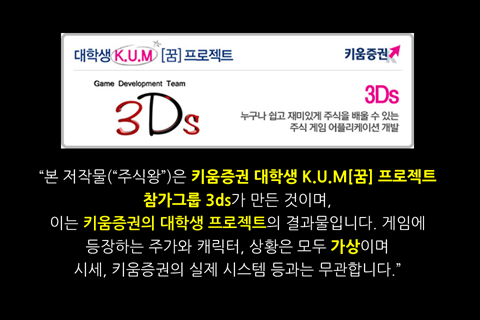 대학생 K.U.M [꿈] 프로젝트
키움증권
Game Development Team
3Ds
3Ds
누구나 쉽고 재미있게 주식을 배울 수 있는
주식 게임 어플리케이션 개발
“본 저작물(“주식왕”)은 키움증권 대학생 K.U.M[꿈] 프로젝트
참가그룹 3ds가 만든 것이며,
이는 키움증권의 대학생 프로젝트의 결과물입니다. 게임에
등장하는 주가와 캐릭터, 상황은 모두 가상이며
시세, 키움증권의 실제 시스템 등과는 무관합니다.”